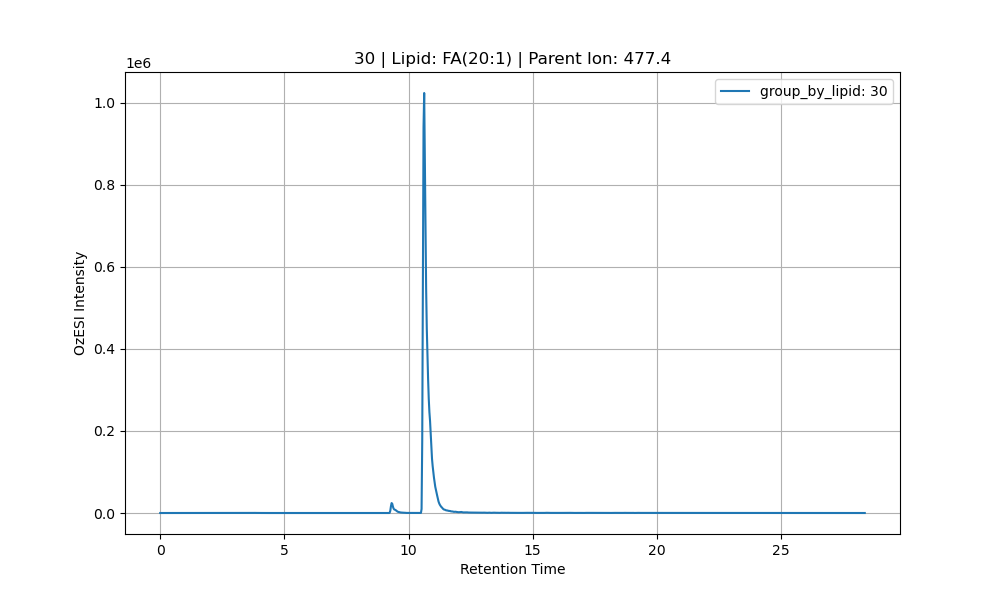 30 | Lipid: FA(20:1) | Parent Ion: 477.4
1e6
group_by_lipid: 30
1.0
0.8
0.6
0.4
0.2
0.0
OzESI Intensity
0 5 10 15 20 25
Retention Time